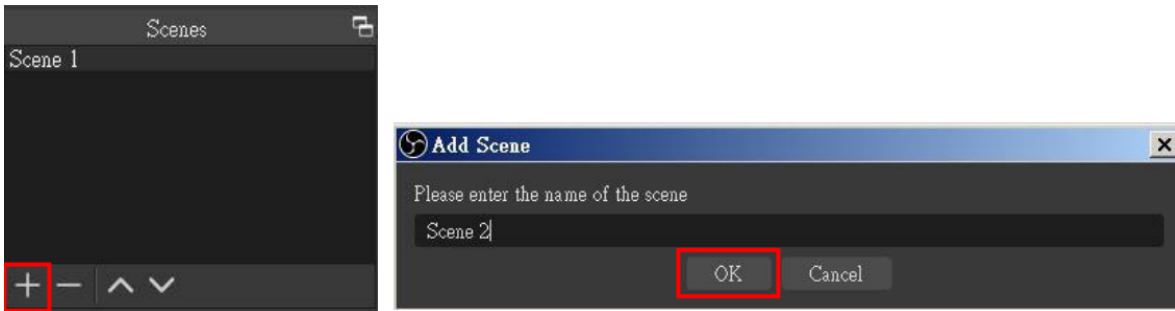 Scenes
Scene 1
Add Scene
Please enter the name of the scene
Scene 2
OK
Cancel